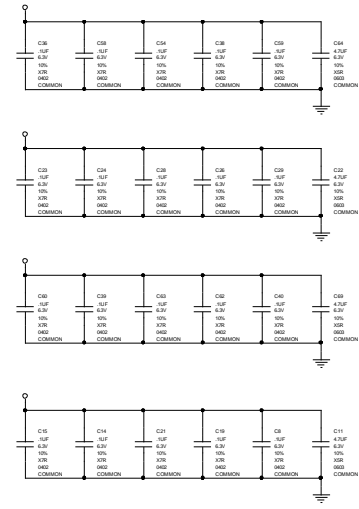 C36 C58 C54 C38 C59 C64
.1UF .1UF .1UF .1UF .1UF 4.7UF
6.3V 6.3V 6.3V 6.3V 6.3V 6.3V
10% 10% 10% 10% 10% 10%
X7R X7R X7R X7R X7R X5R
0402 0402 0402 0402 0402 0603
COMMON COMMON COMMON COMMON COMMON COMMON
C23 C24 C28 C26 C29 C22
.1UF .1UF .1UF .1UF .1UF 4.7UF
6.3V 6.3V 6.3V 6.3V 6.3V 6.3V
10% 10% 10% 10% 10% 10%
X7R X7R X7R X7R X7R X5R
0402 0402 0402 0402 0402 0603
COMMON COMMON COMMON COMMON COMMON COMMON
C60 C39 C63 C62 C40 C69
.1UF .1UF .1UF .1UF .1UF 4.7UF
6.3V 6.3V 6.3V 6.3V 6.3V 6.3V
10% 10% 10% 10% 10% 10%
X7R X7R X7R X7R X7R X5R
0402 0402 0402 0402 0402 0603
COMMON COMMON COMMON COMMON COMMON COMMON
C15 C14 C21 C19 C8 C11
.1UF .1UF .1UF .1UF .1UF 4.7UF
6.3V 6.3V 6.3V 6.3V 6.3V 6.3V
10% 10% 10% 10% 10% 10%
X7R X7R X7R X7R X7R X5R
0402 0402 0402 0402 0402 0603
COMMON COMMON COMMON COMMON COMMON COMMON